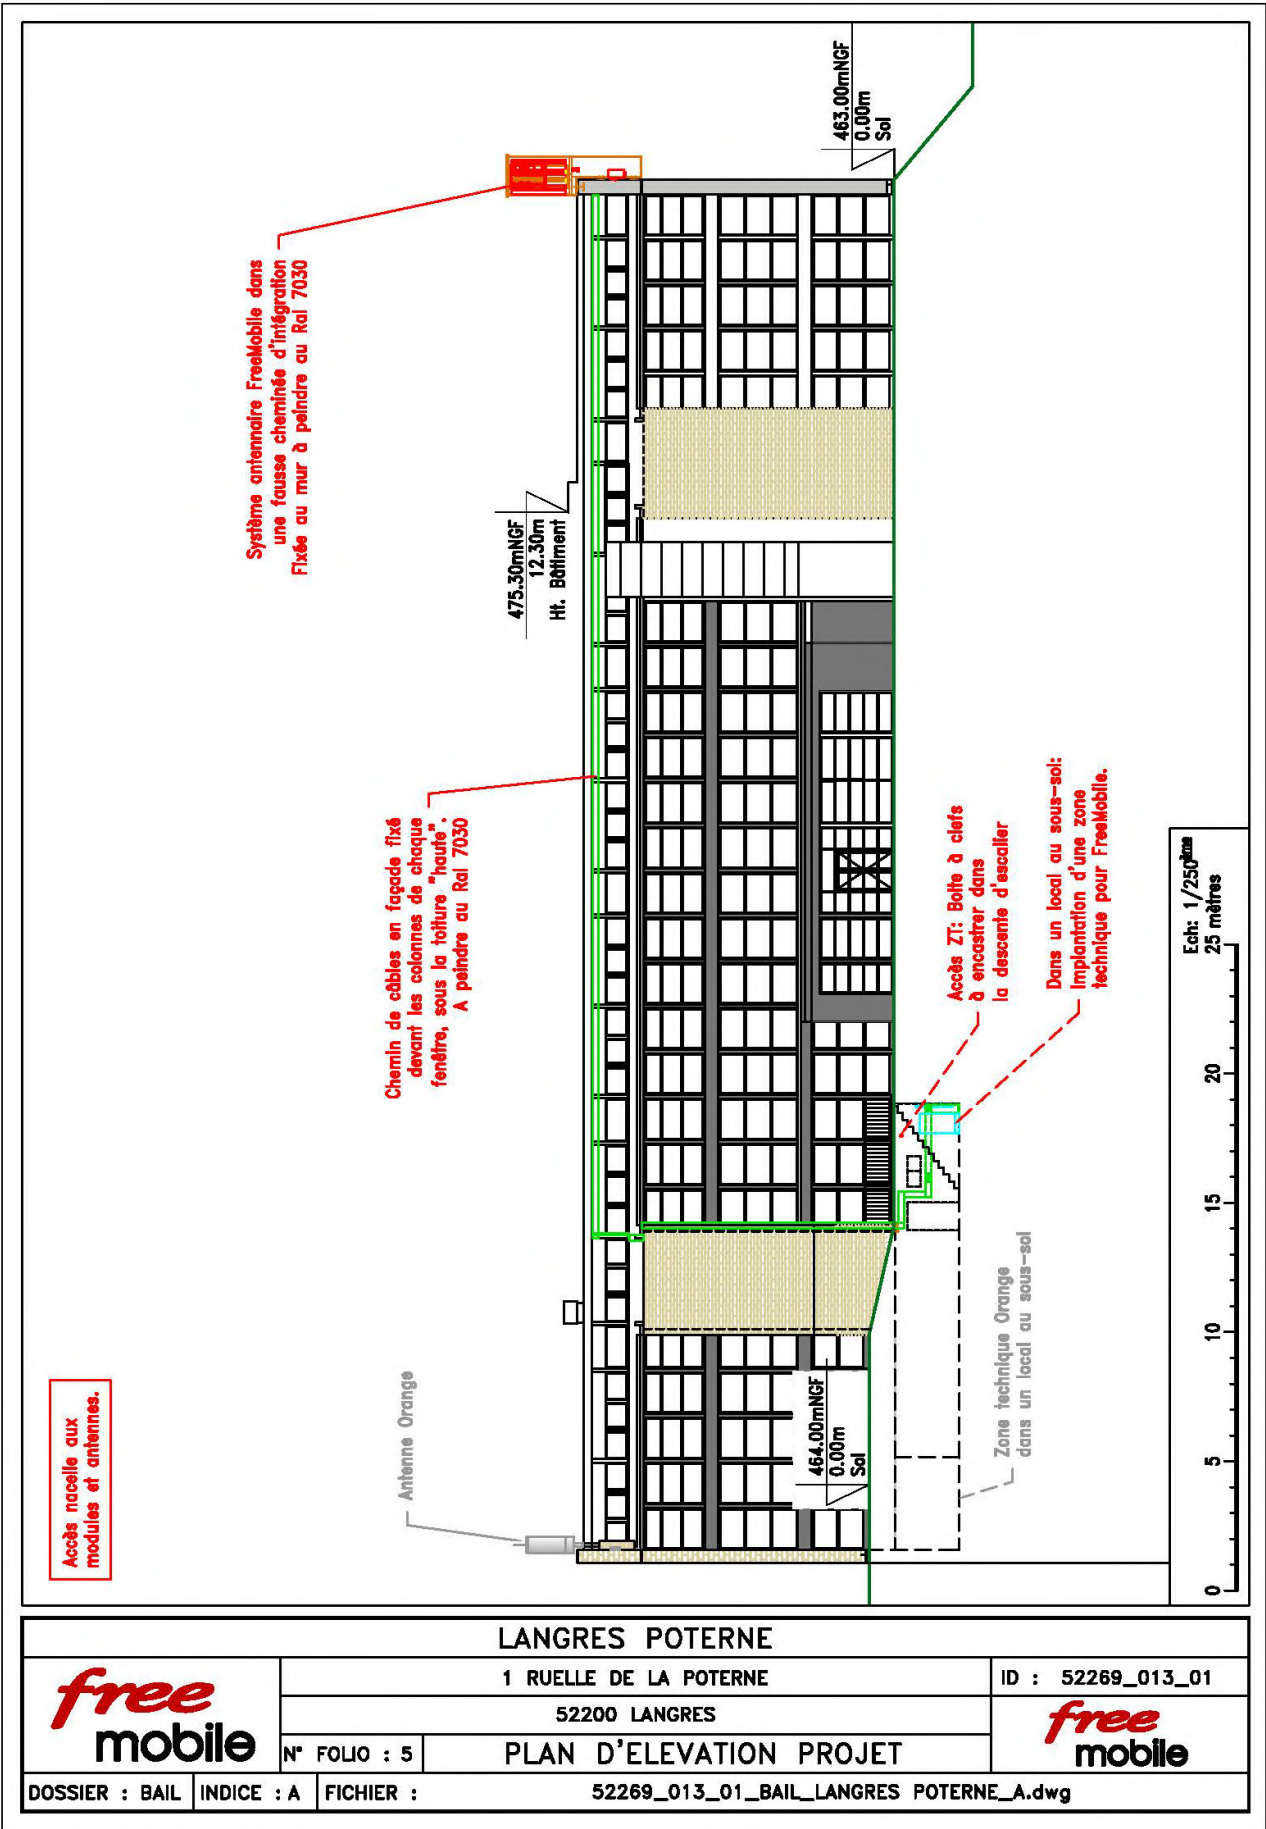 Accès nacelle aux
modules et antennes.
Antenne Orange
Chemin de câbles en façade fixé
devant les colonnes de chaque
fenêtre, sous la toiture "haute".
A peindre au Ral 7030
Système antennaire FreeMobile dans
une fausse cheminée d'intégration
Fixée au mur à peindre au Ral 7030
475.30mNGF
12.30m
Ht. Bâtiment
463.00mNGF
0.00m
Sol
464.00mNGF
0.00m
Sol
Accès ZT: Boîte à clefs
à encastrer dans
la descente d'escalier
Dans un local au sous-sol:
Implantation d'une zone
technique pour FreeMobile.
Zone technique Orange
dans un local au sous-sol
Ech: 1/250ème
25 mètres
0 5 10 15 20
LANGRES POTERNE
free
mobile
1 RUELLE DE LA POTERNE
ID : 52269_013_01
52200 LANGRES
N° FOLIO : 5
PLAN D'ELEVATION PROJET
free
mobile
DOSSIER : BAIL
INDICE : A
FICHIER :
52269_013_01_BAIL_LANGRES POTERNE_A.dwg